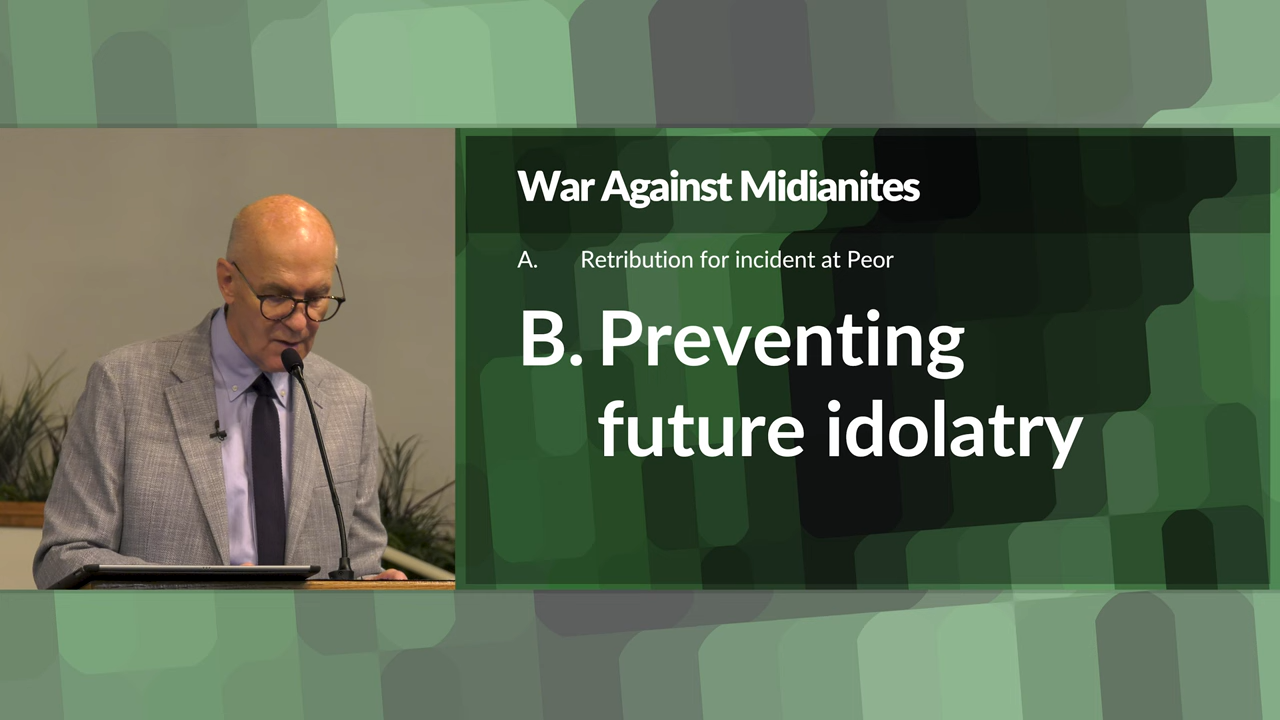 War Against Midianites
A. Retribution for incident at Peor
B. Preventing
future idolatry